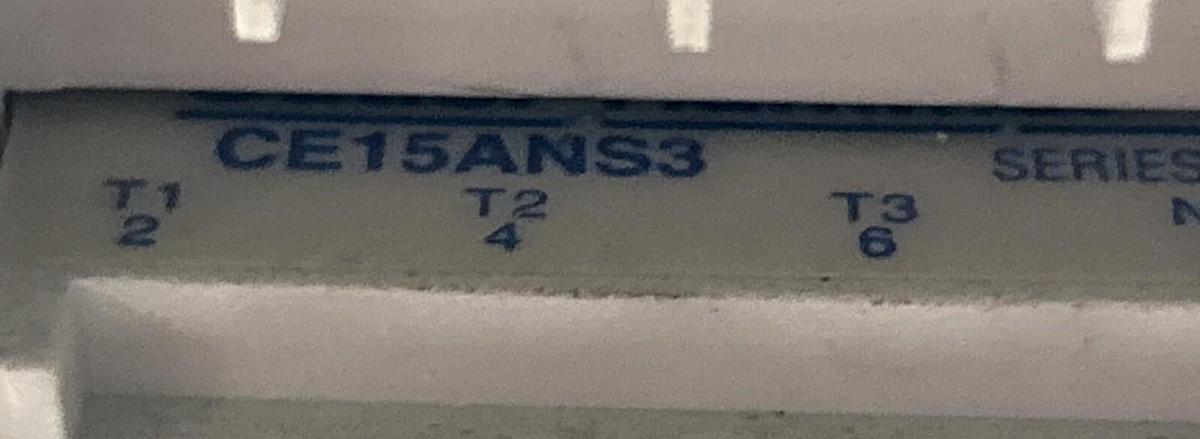 CE15ANS3 SERIES
T1 T2 T3
2 4 6